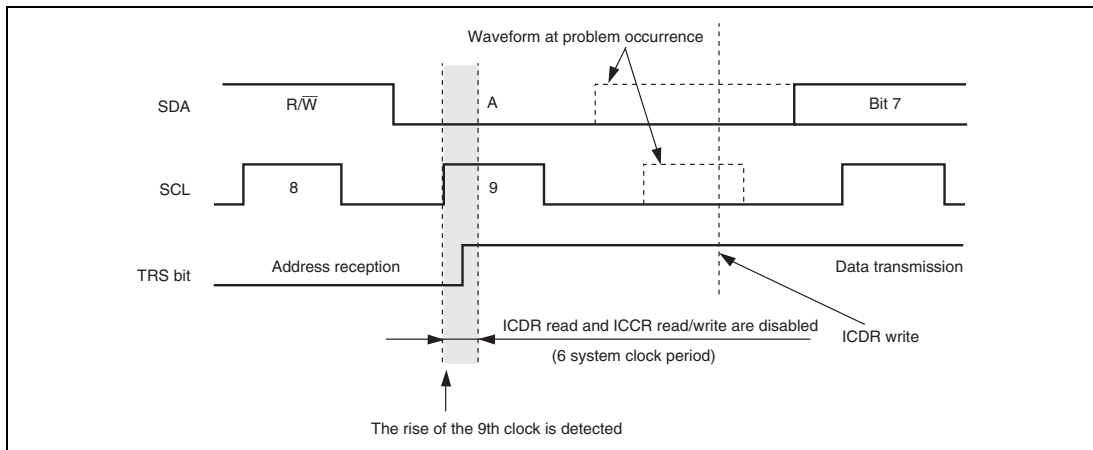 Waveform at problem occurrence
SDA
R/W̅
A
Bit 7
SCL
8
9
TRS bit
Address reception
Data transmission
ICDR read and ICCR read/write are disabled
(6 system clock period)
ICDR write
The rise of the 9th clock is detected